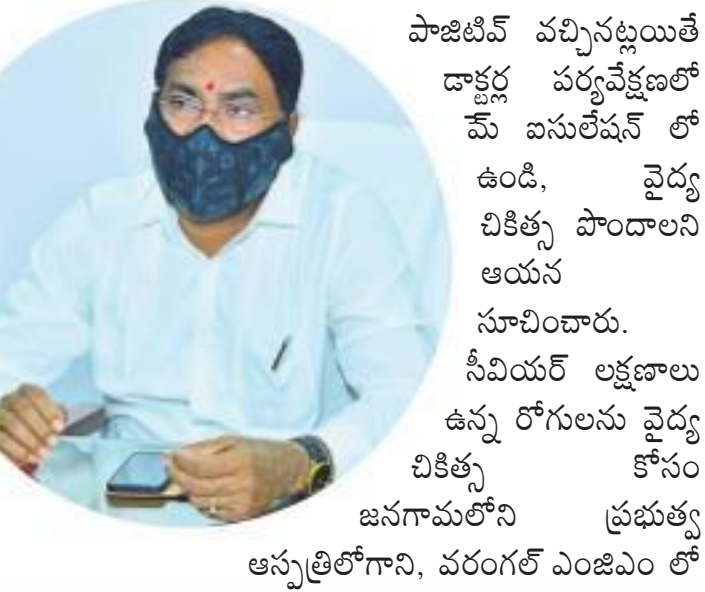 పాజిటివ్ వచ్చినట్లయితే
డాక్టర్ల పర్యవేక్షణలో
మ్ ఐసులేషన్ లో
ఉండి, వైద్య
చికిత్స పొందాలని
ఆయన
సూచించారు.
సీవియర్ లక్షణాలు
ఉన్న రోగులను వైద్య
చికిత్స కోసం
జనగామలోని ప్రభుత్వ
ఆస్పత్రిలోగాని, వరంగల్ ఎంజిఎం లో